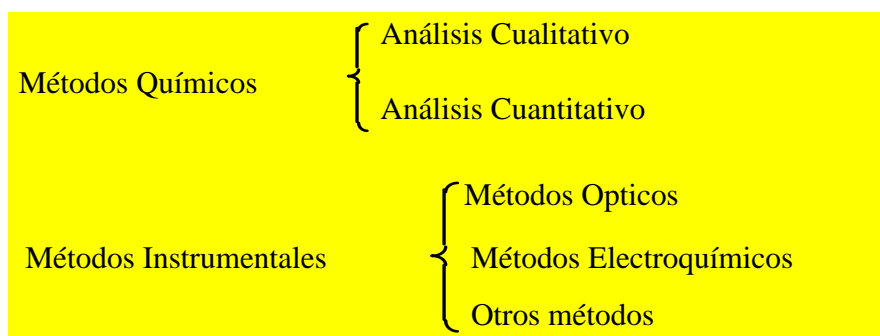 Análisis Cualitativo
Métodos Químicos
Análisis Cuantitativo
Métodos Opticos
Métodos Instrumentales Métodos Electroquímicos
Otros métodos